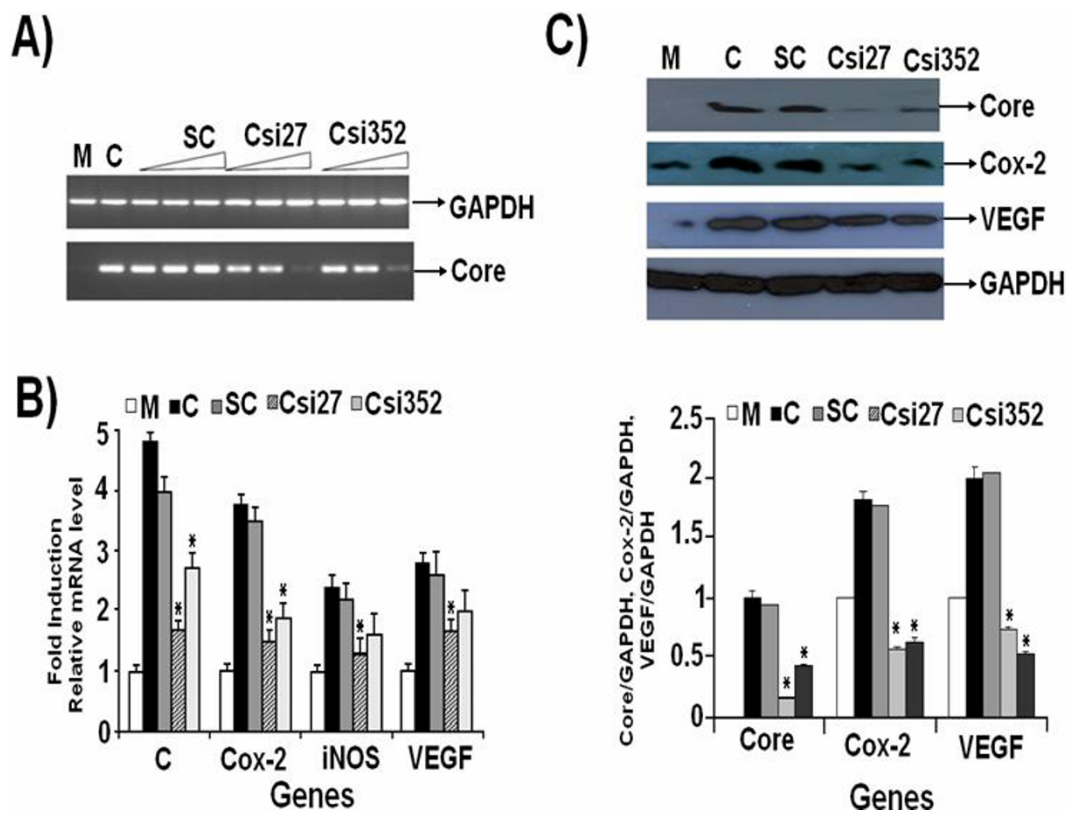 A)
SC Csi27 Csi352
M C
GAPDH
Core
B)
M C SC Csi27 Csi352
Fold Induction
Relative mRNA level
5
4
3
2
1
0
* * * * * *
C Cox-2 iNOS VEGF
Genes
C)
M C SC Csi27 Csi352
Core
Cox-2
VEGF
GAPDH
M C SC Csi27 Csi352
Core/GAPDH, Cox-2/GAPDH,
VEGF/GAPDH
2.5
2
1.5
1
0.5
0
* * * * * *
Core Cox-2 VEGF
Genes